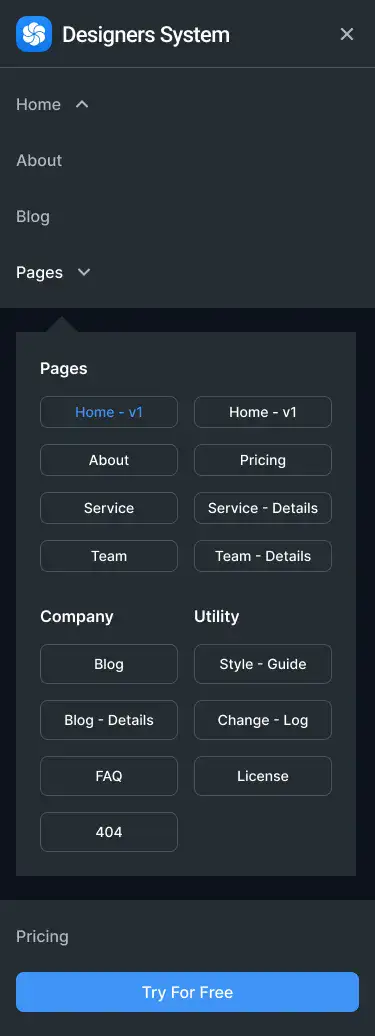 Designers System
Home
About
Blog
Pages
Pages
Home - v1
Home - v1
About
Pricing
Service
Service - Details
Team
Team - Details
Company
Utility
Blog
Style - Guide
Blog - Details
Change - Log
FAQ
License
404
Pricing
Try For Free